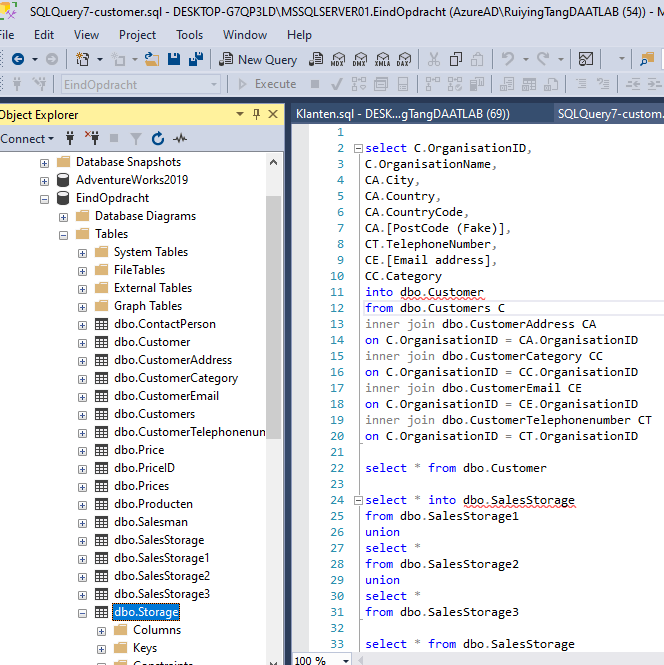 SQLQuery7-customer.sql - DESKTOP-G7QP3LD\MSSQLSERVER01.EindOpdracht (AzureAD\RuiyingTangDAATLAB (54)) - M
File Edit View Project Tools Window Help
New Query MDX DMX XMLA DAX
EindOpdracht Execute
Object Explorer
Connect
Database Snapshots
AdventureWorks2019
EindOpdracht
Database Diagrams
Tables
System Tables
FileTables
External Tables
Graph Tables
dbo.ContactPerson
dbo.Customer
dbo.CustomerAddress
dbo.CustomerCategory
dbo.CustomerEmail
dbo.Customers
dbo.CustomerTelephonenun
dbo.Price
dbo.PriceID
dbo.Prices
dbo.Producten
dbo.Salesman
dbo.SalesStorage
dbo.SalesStorage1
dbo.SalesStorage2
dbo.SalesStorage3
dbo.Storage
Columns
Keys
Constraints
Klanten.sql - DESK...gTangDAATLAB (69)) SQLQuery7-custom.
1
2 select C.OrganisationID,
3 C.OrganisationName,
4 CA.City,
5 CA.Country,
6 CA.CountryCode,
7 CA.[PostCode (Fake)],
8 CT.TelephoneNumber,
9 CE.[Email address],
10 CC.Category
11 into dbo.Customer
12 from dbo.Customers C
13 inner join dbo.CustomerAddress CA
14 on C.OrganisationID = CA.OrganisationID
15 inner join dbo.CustomerCategory CC
16 on C.OrganisationID = CC.OrganisationID
17 inner join dbo.CustomerEmail CE
18 on C.OrganisationID = CE.OrganisationID
19 inner join dbo.CustomerTelephonenumber CT
20 on C.OrganisationID = CT.OrganisationID
21
22 select * from dbo.Customer
23
24 select * into dbo.SalesStorage
25 from dbo.SalesStorage1
26 union
27 select *
28 from dbo.SalesStorage2
29 union
30 select *
31 from dbo.SalesStorage3
32
33 select * from dbo.SalesStorage
100 %